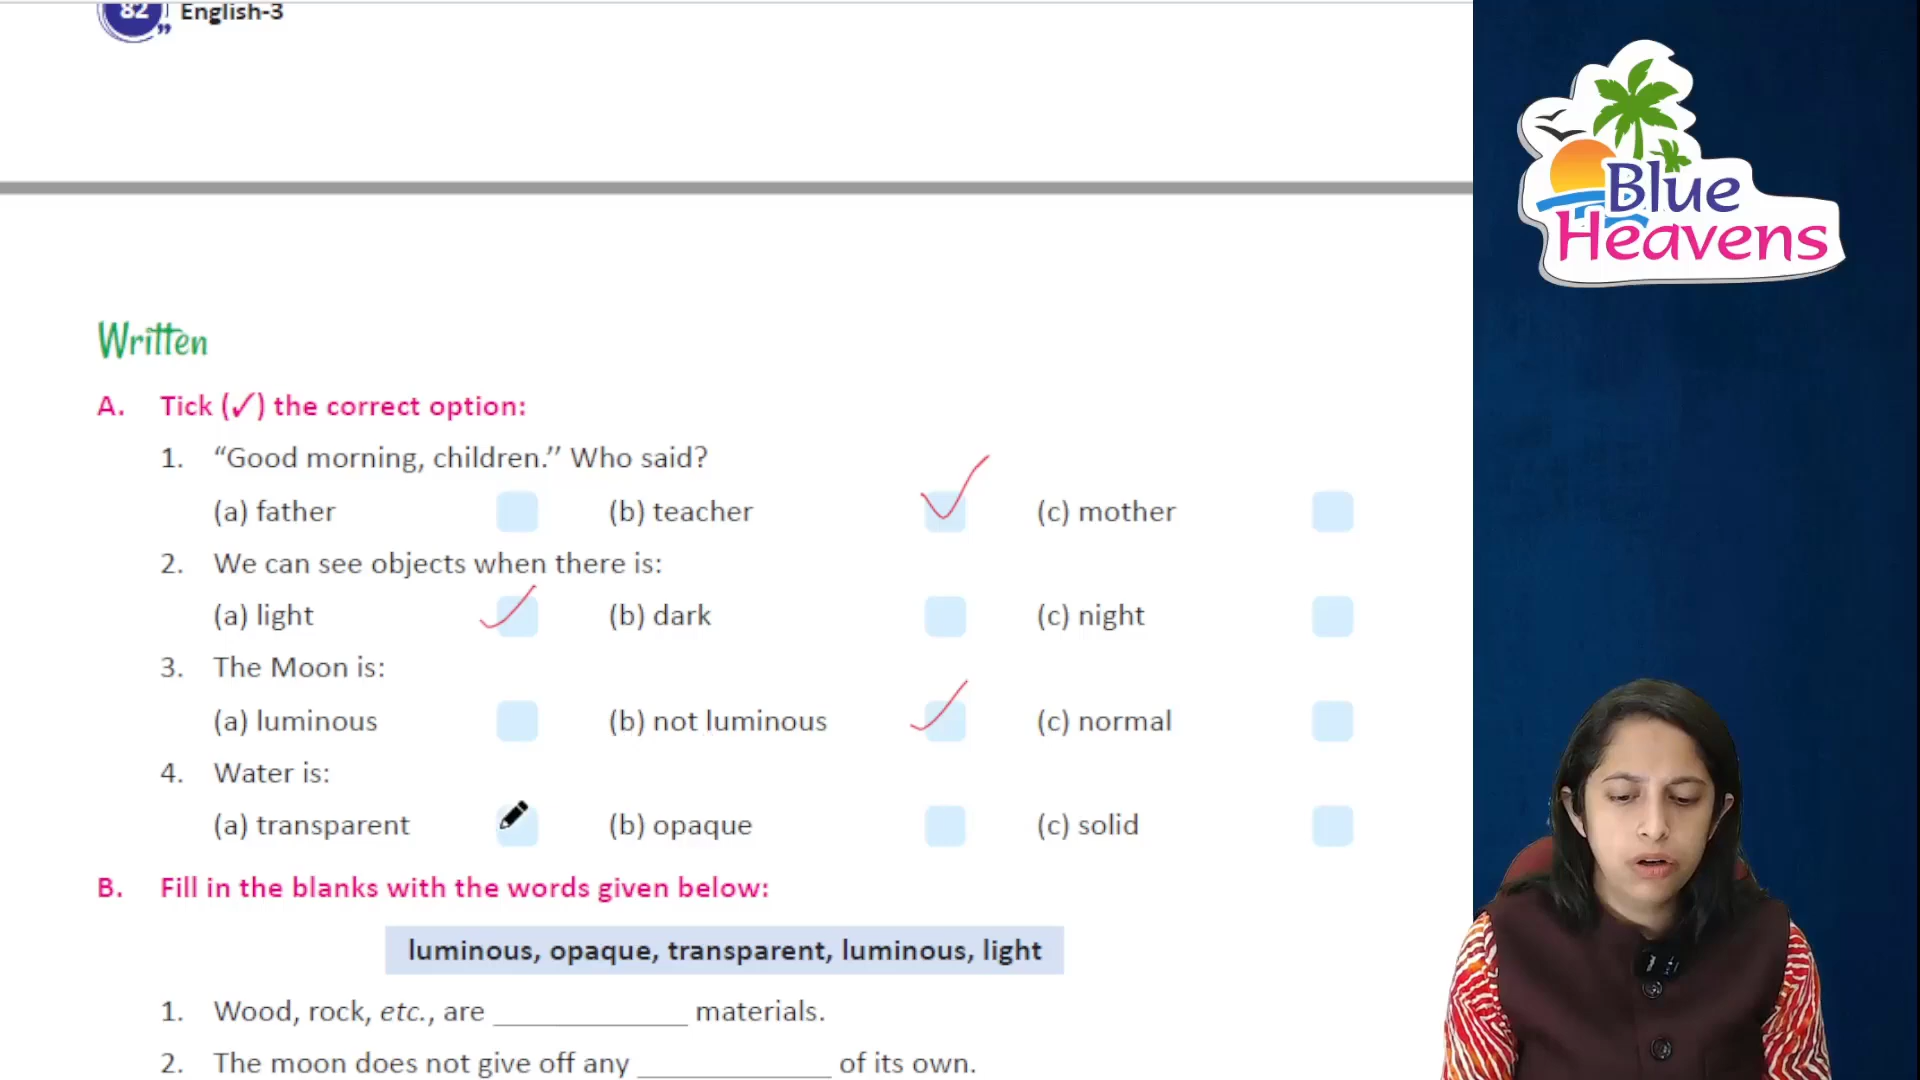 82 English-3
Blue
Heavens
Written
A. Tick (✓) the correct option:
1. “Good morning, children.’’ Who said?
(a) father (b) teacher (c) mother
2. We can see objects when there is:
(a) light (b) dark (c) night
3. The Moon is:
(a) luminous (b) not luminous (c) normal
4. Water is:
(a) transparent (b) opaque (c) solid
B. Fill in the blanks with the words given below:
luminous, opaque, transparent, luminous, light
1. Wood, rock, etc., are ______________ materials.
2. The moon does not give off any ______________ of its own.